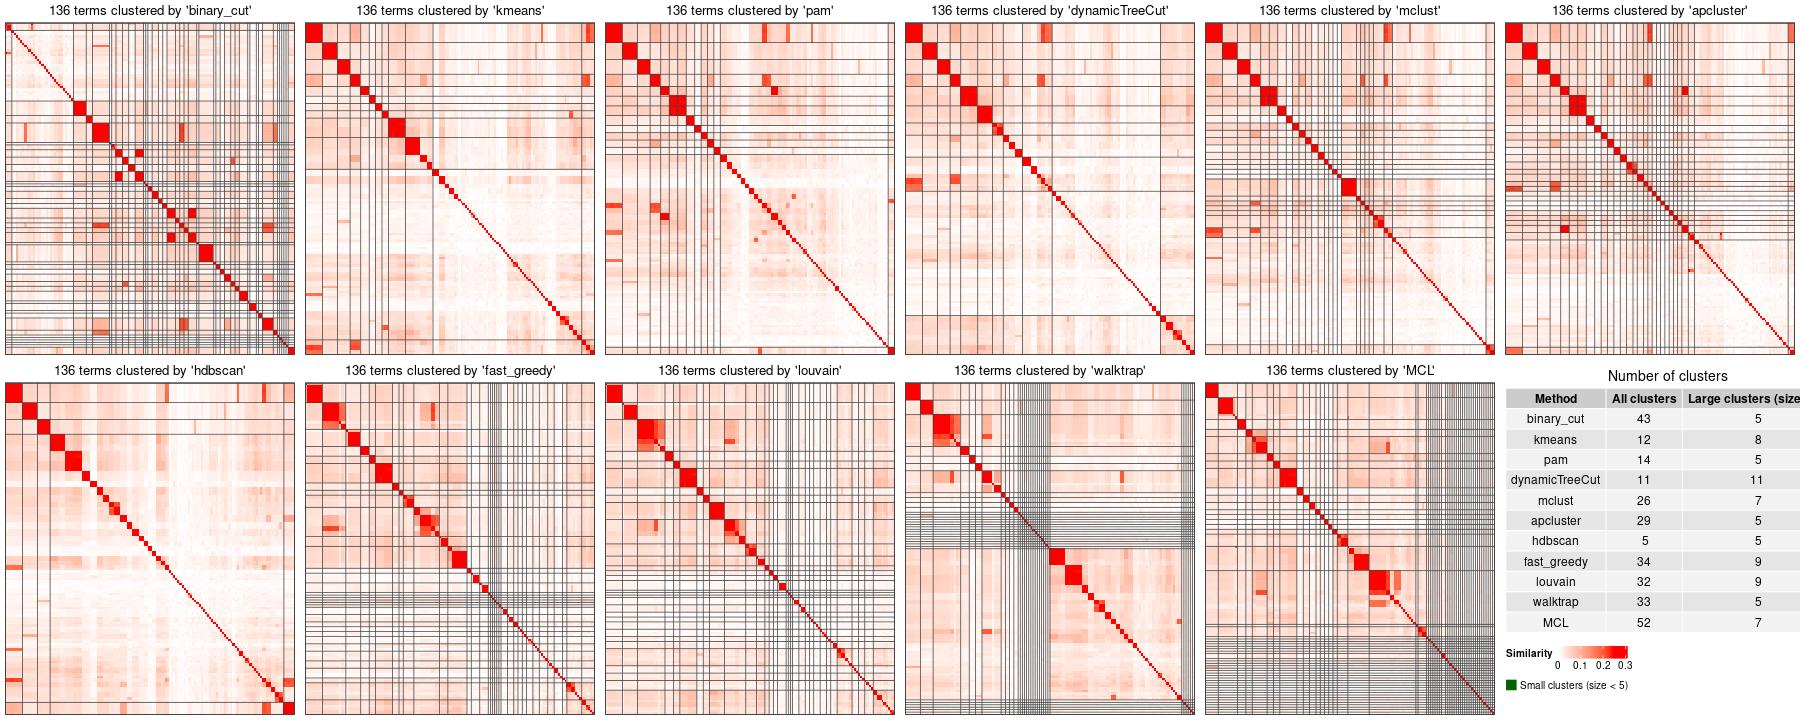 136 terms clustered by 'binary_cut'
136 terms clustered by 'kmeans'
136 terms clustered by 'pam'
136 terms clustered by 'dynamicTreeCut'
136 terms clustered by 'mclust'
136 terms clustered by 'apcluster'
136 terms clustered by 'hdbscan'
136 terms clustered by 'fast_greedy'
136 terms clustered by 'louvain'
136 terms clustered by 'walktrap'
136 terms clustered by 'MCL'
Number of clusters
Method All clusters Large clusters (size
binary_cut 43 5
kmeans 12 8
pam 14 5
dynamicTreeCut 11 11
mclust 26 7
apcluster 29 5
hdbscan 5 5
fast_greedy 34 9
louvain 32 9
walktrap 33 5
MCL 52 7
Similarity
0 0.1 0.2 0.3
Small clusters (size < 5)